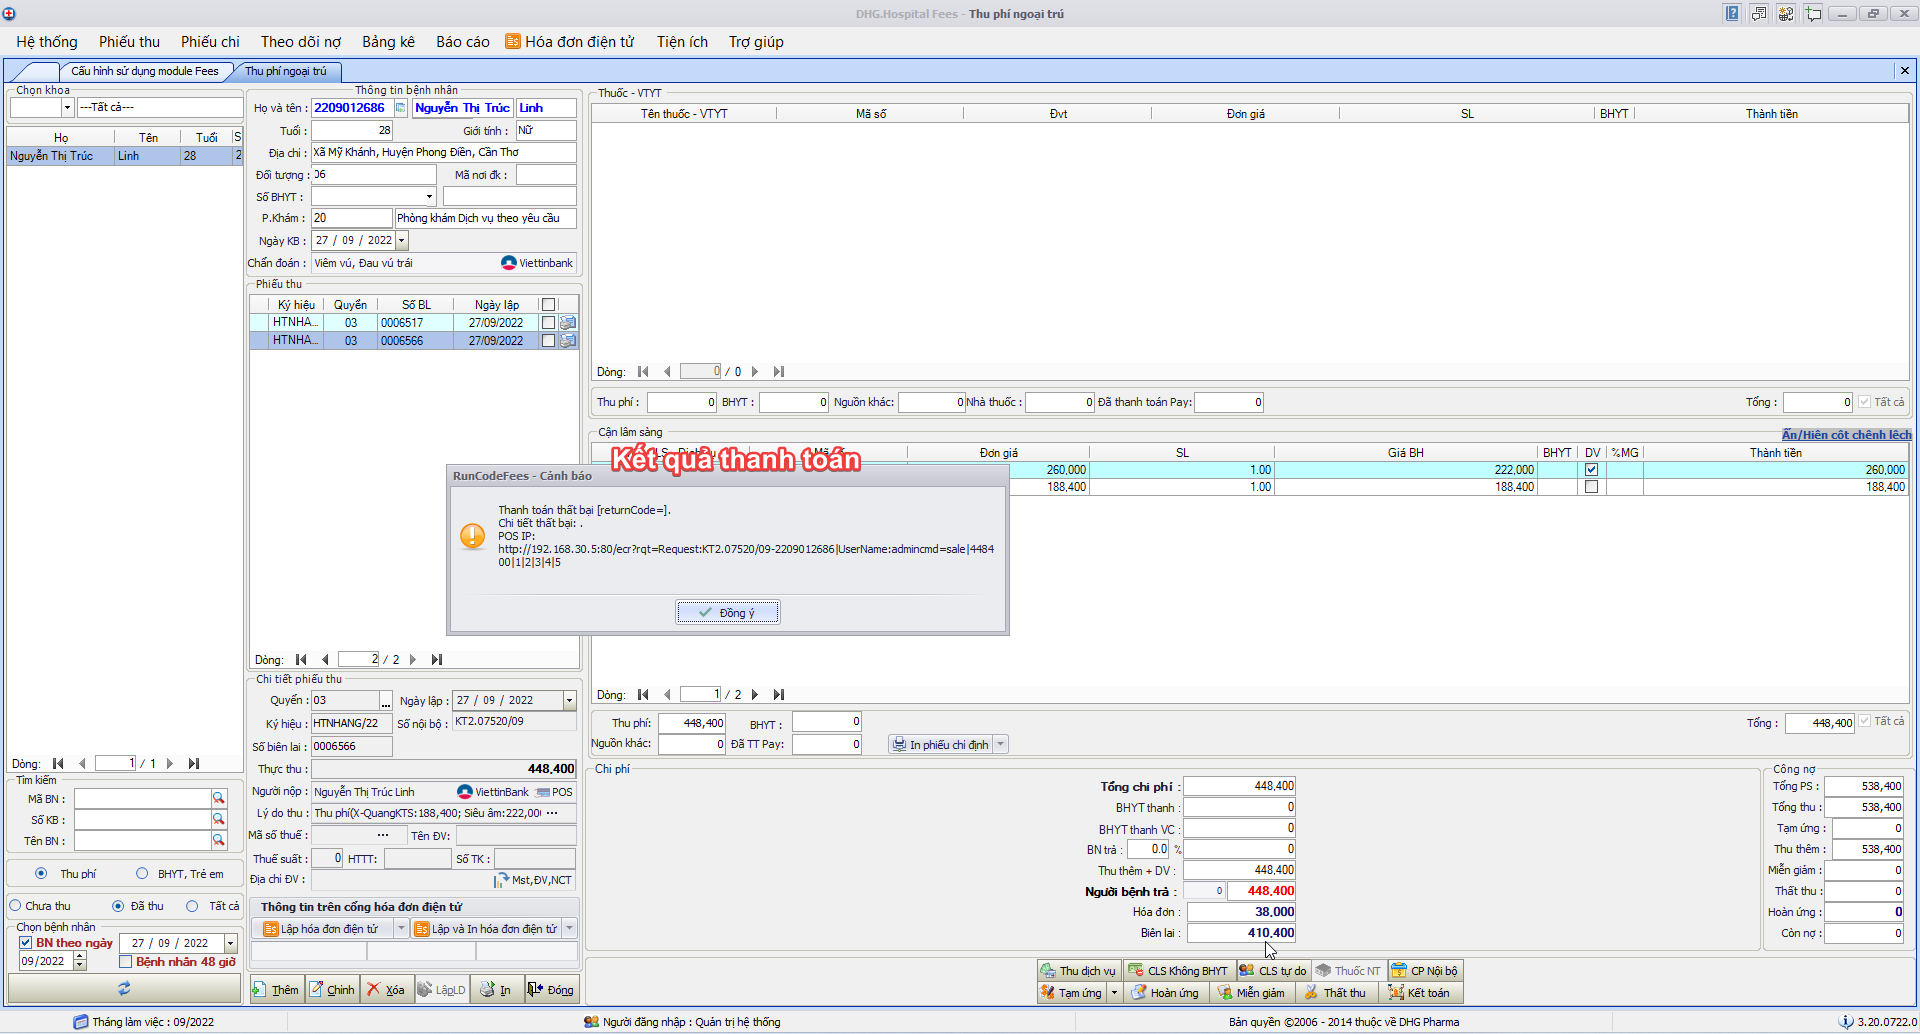 DHG.Hospital Fees - Thu phí ngoại trú
Hệ thống Phiếu thu Phiếu chi Theo dõi nợ Bảng kê Báo cáo Hóa đơn điện tử Tiện ích Trợ giúp
Cấu hình sử dụng module Fees Thu phí ngoại trú
Chọn khoa
---Tất cả---
Họ Tên Tuổi S
Nguyễn Thị Trúc Linh 28 2
Dòng: 1 / 1
Tìm kiếm
Mã BN :
Số KB :
Tên BN :
Thu phí BHYT, Trẻ em
Chưa thu Đã thu Tất cả
Chọn bệnh nhân
BN theo ngày 27 / 09 / 2022
09/2022 Bệnh nhân 48 giờ
Thông tin bệnh nhân
Họ và tên : 2209012686 Nguyễn Thị Trúc Linh
Tuổi : 28 Giới tính : Nữ
Địa chỉ : Xã Mỹ Khánh, Huyện Phong Điền, Cần Thơ
Đối tượng : 06 Mã nơi đk :
Số BHYT :
P.Khám : 20 Phòng khám Dịch vụ theo yêu cầu
Ngày KB : 27 / 09 / 2022
Chẩn đoán : Viêm vú, Đau vú trái Viettinbank
Phiếu thu
Ký hiệu Quyển Số BL Ngày lập
HTNHA... 03 0006517 27/09/2022
HTNHA... 03 0006566 27/09/2022
Dòng: 2 / 2
Chi tiết phiếu thu
Quyển : 03 ... Ngày lập : 27 / 09 / 2022
Ký hiệu : HTNHANG/22 Số nội bộ : KT2.07520/09
Số biên lai : 0006566
Thực thu : 448,400
Người nộp : Nguyễn Thị Trúc Linh ViettinBank POS
Lý do thu : Thu phí(X-QuangKTS:188,400; Siêu âm:222,00 ...
Mã số thuế : ... Tên ĐV:
Thuế suất : 0 HTTT: Số TK :
Địa chỉ ĐV : Mst,ĐV,NCT
Thông tin trên cổng hóa đơn điện tử
Lập hóa đơn điện tử Lập và In hóa đơn điện tử
Thêm Chỉnh Xóa LậpLD In Đóng
Thuốc - VTYT
Tên thuốc - VTYT Mã số Đvt Đơn giá SL BHYT Thành tiền
Dòng: 0 / 0
Thu phí : 0 BHYT : 0 Nguồn khác: 0 Nhà thuốc : 0 Đã thanh toán Pay: 0 Tổng : 0 Tất cả
Cận lâm sàng
Ẩn/Hiện cột chênh lệch
Đơn giá SL Giá BH BHYT DV %MG Thành tiền
260,000 1.00 222,000 260,000
188,400 1.00 188,400 188,400
Kết quả thanh toán
RunCodeFees - Cảnh báo
Thanh toán thất bại [returnCode=].
Chi tiết thất bại: .
POS IP:
http://192.168.30.5:80/ecr?rqt=Request:KT2.07520/09-2209012686|UserName:admincmd=sale|4484
00|1|2|3|4|5
Đồng ý
Dòng: 1 / 2
Thu phí: 448,400 BHYT : 0 Tổng : 448,400 Tất cả
Nguồn khác: 0 Đã TT Pay: 0 In phiếu chỉ định
Chi phí
Tổng chi phí : 448,400
BHYT thanh : 0
BHYT thanh VC : 0
BN trả : 0.0 % 0
Thu thêm + DV : 448,400
Người bệnh trả : 0 448,400
Hóa đơn : 38,000
Biên lai : 410,400
Công nợ
Tổng PS : 538,400
Tổng thu : 538,400
Tạm ứng : 0
Thu thêm : 538,400
Miễn giảm : 0
Thất thu : 0
Hoàn ứng : 0
Còn nợ : 0
Thu dịch vụ CLS Không BHYT CLS tự do Thuốc NT CP Nội bộ
Tạm ứng Hoàn ứng Miễn giảm Thất thu Kết toán
Tháng làm việc : 09/2022 Người đăng nhập : Quản trị hệ thống Bản quyền ©2006 - 2014 thuộc về DHG Pharma 3.20.0722.0